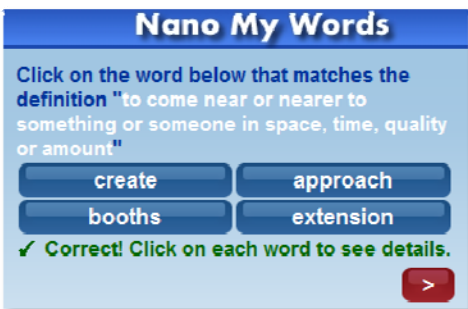 Nano My Words
Click on the word below that matches the
definition "to come near or nearer to
something or someone in space, time, quality
or amount"
create approach
booths extension
✓ Correct! Click on each word to see details.
>